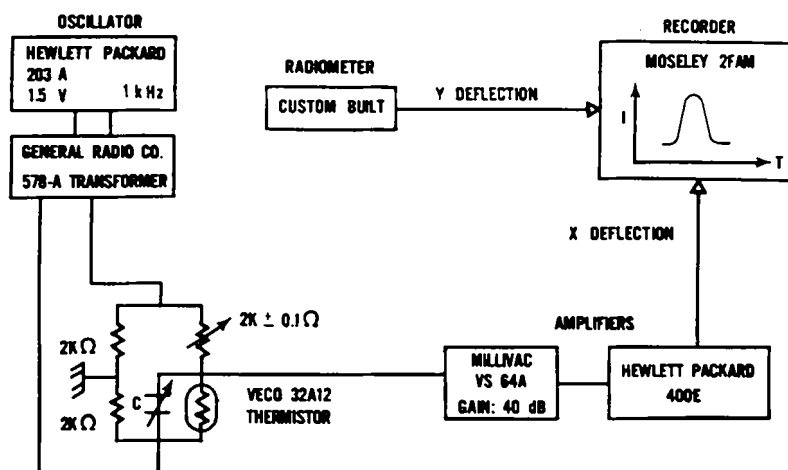 OSCILLATOR
HEWLETT PACKARD
203 A
1.5 V 1 kHz
GENERAL RADIO CO.
578-A TRANSFORMER
RADIOMETER
CUSTOM BUILT
Y DEFLECTION
RECORDER
MOSELEY 2FAM
I
T
X DEFLECTION
2K ± 0.1Ω
2KΩ
2KΩ
C
VECO 32A12
THERMISTOR
AMPLIFIERS
MILLIVAC
VS 64A
GAIN: 40 dB
HEWLETT PACKARD
400E